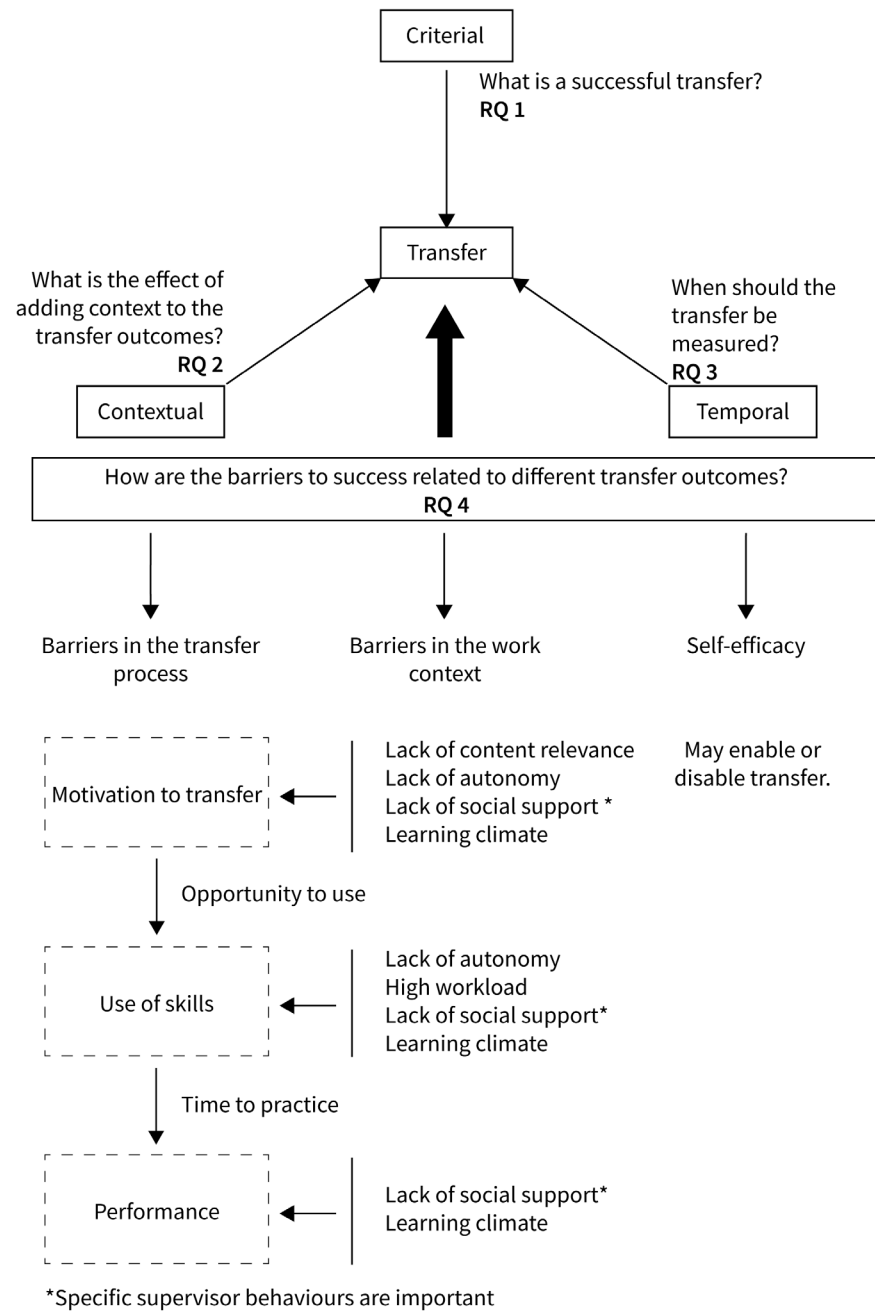 Criterial
What is a successful transfer?
RQ 1
Transfer
What is the effect of
adding context to the
transfer outcomes?
RQ 2
When should the
transfer be
measured?
RQ 3
Contextual
Temporal
How are the barriers to success related to different transfer outcomes?
RQ 4
Barriers in the transfer
process
Barriers in the work
context
Self-efficacy
Motivation to transfer
Lack of content relevance
Lack of autonomy
Lack of social support *
Learning climate
May enable or
disable transfer.
Opportunity to use
Use of skills
Lack of autonomy
High workload
Lack of social support*
Learning climate
Time to practice
Performance
Lack of social support*
Learning climate
*Specific supervisor behaviours are important